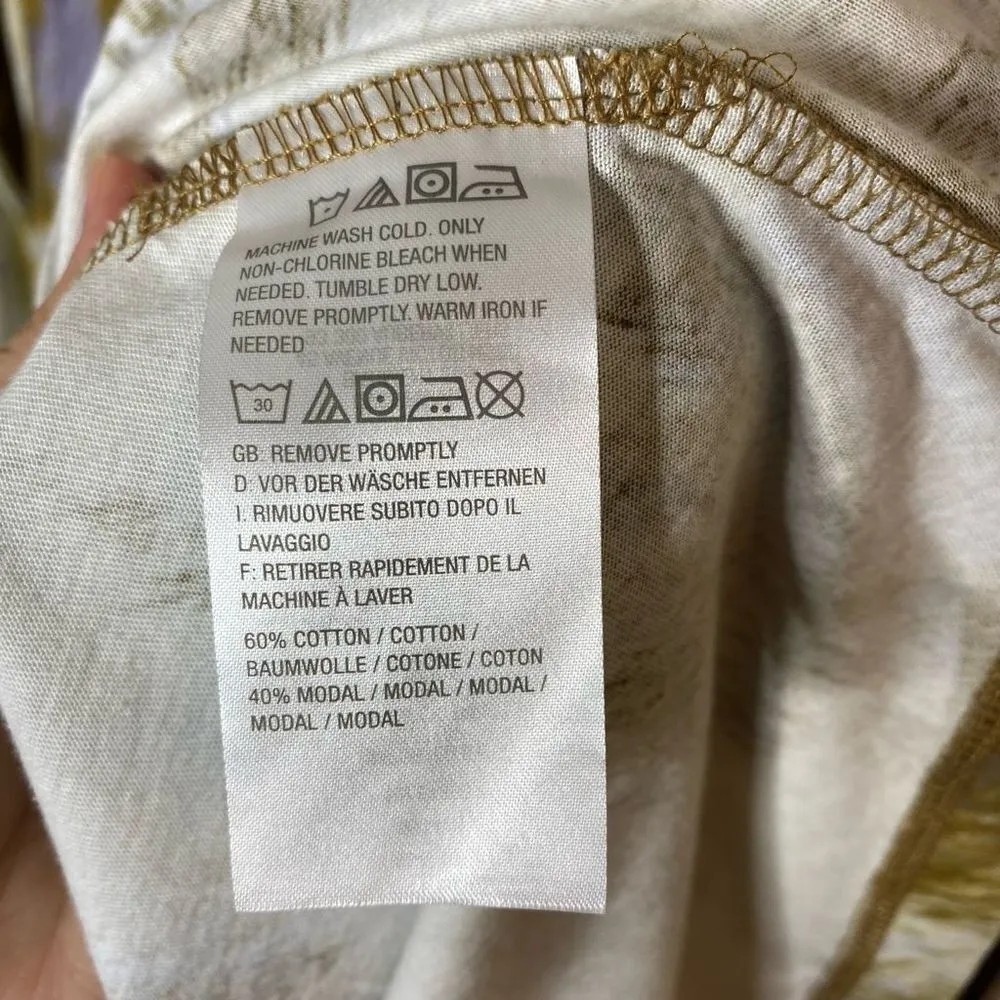 MACHINE WASH COLD. ONLY
NON-CHLORINE BLEACH WHEN
NEEDED. TUMBLE DRY LOW.
REMOVE PROMPTLY. WARM IRON IF
NEEDED
30
GB REMOVE PROMPTLY
D VOR DER WÄSCHE ENTFERNEN
I. RIMUOVERE SUBITO DOPO IL
LAVAGGIO
F: RETIRER RAPIDEMENT DE LA
MACHINE À LAVER
60% COTTON / COTTON /
BAUMWOLLE / COTONE / COTON
40% MODAL / MODAL / MODAL /
MODAL / MODAL